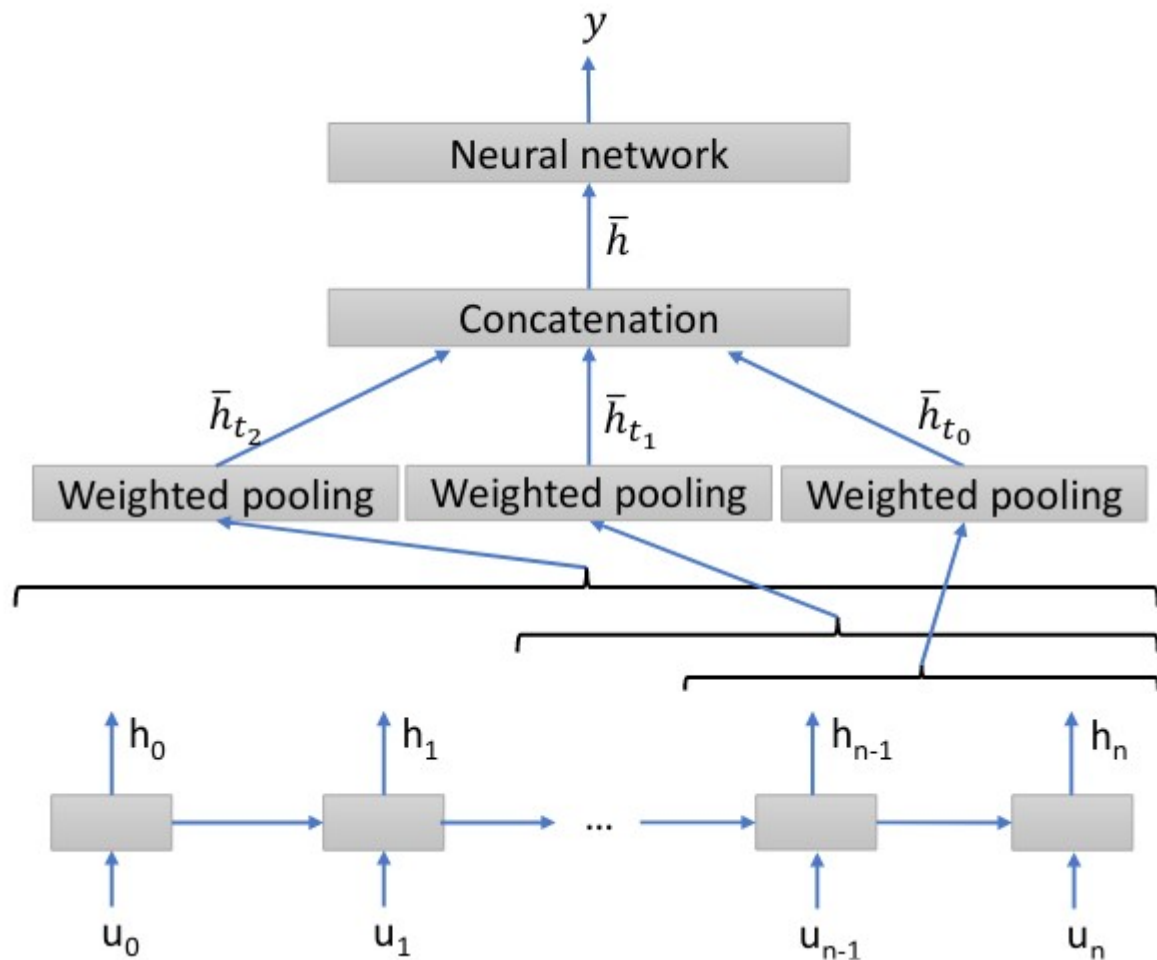 y
Neural network
h̄
Concatenation
h̄ₜ₂ h̄ₜ₁ h̄ₜ₀
Weighted pooling Weighted pooling Weighted pooling
h₀ h₁ hₙ₋₁ hₙ
...
u₀ u₁ uₙ₋₁ uₙ